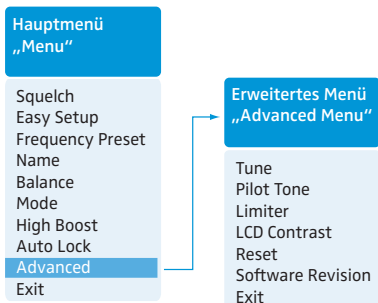 Hauptmenü
„Menu“
Squelch
Easy Setup
Frequency Preset
Name
Balance
Mode
High Boost
Auto Lock
Advanced
Exit
Erweitertes Menü
„Advanced Menu“
Tune
Pilot Tone
Limiter
LCD Contrast
Reset
Software Revision
Exit